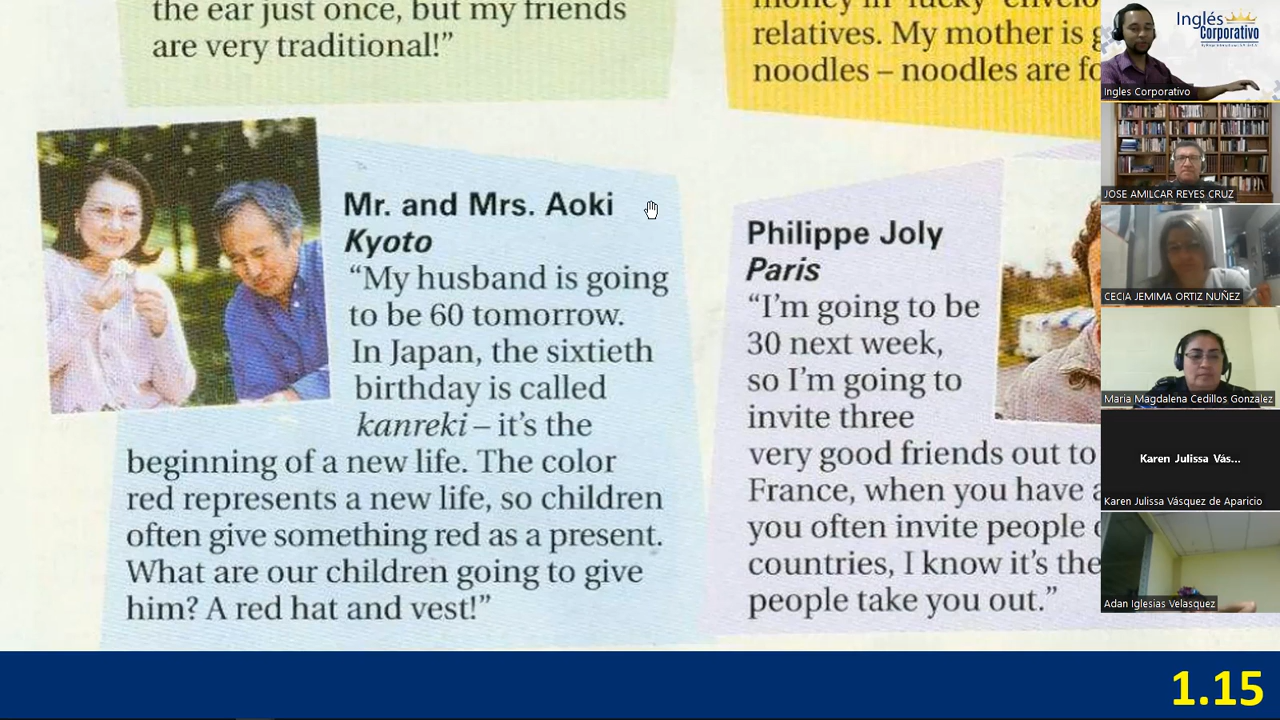 the ear just once, but my friends
are very traditional!”
relatives. My mother is
noodles – noodles are
Mr. and Mrs. Aoki
Kyoto
“My husband is going
to be 60 tomorrow.
In Japan, the sixtieth
birthday is called
kanreki – it’s the
beginning of a new life. The color
red represents a new life, so children
often give something red as a present.
What are our children going to give
him? A red hat and vest!”
Philippe Joly
Paris
“I’m going to be
30 next week,
so I’m going to
invite three
very good friends out to
France, when you have
you often invite people
countries, I know it’s the
people take you out.”
Inglés
Corporativo
Ingles Corporativo
JOSE AMILCAR REYES CRUZ
CECIA JEMIMA ORTIZ NUÑEZ
Maria Magdalena Cedillos Gonzalez
Karen Julissa Vás...
Karen Julissa Vásquez de Aparicio
Adan Iglesias Velasquez
1.15